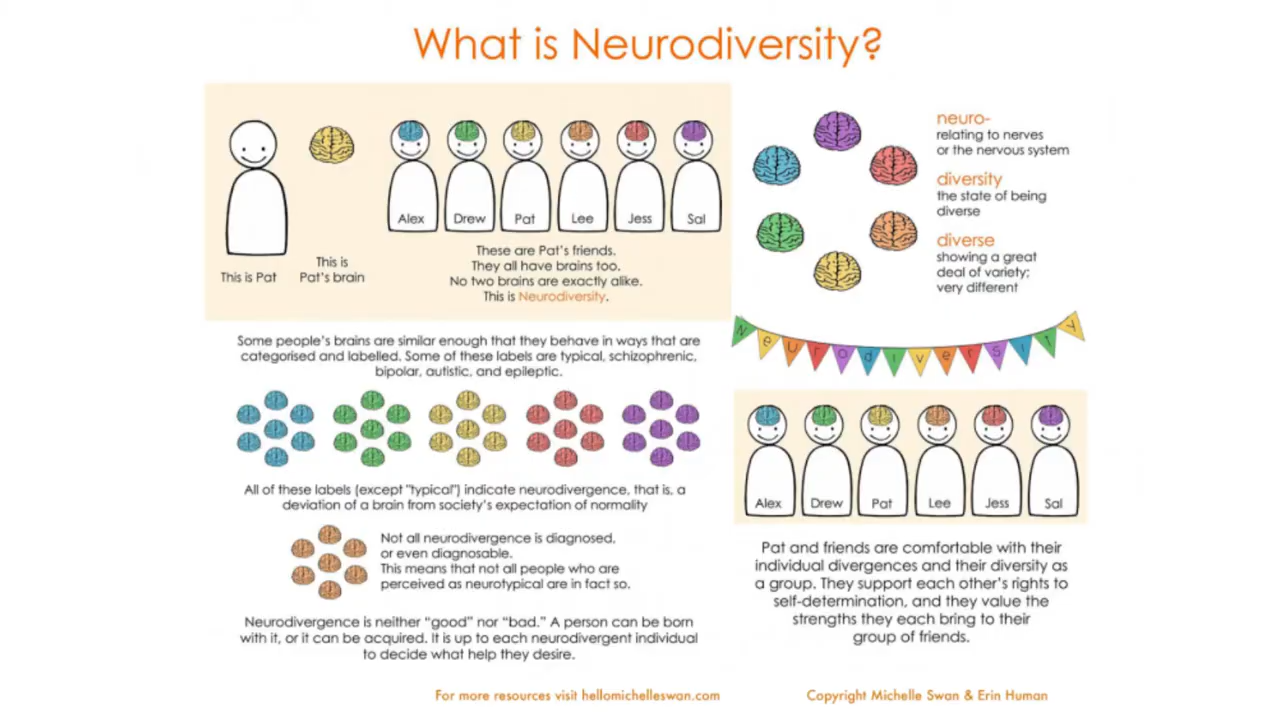 What is Neurodiversity?
This is Pat
This is
Pat's brain
Alex Drew Pat Lee Jess Sal
These are Pat's friends.
They all have brains too.
No two brains are exactly alike.
This is Neurodiversity.
neuro-
relating to nerves
or the nervous system
diversity
the state of being
diverse
diverse
showing a great
deal of variety;
very different
Neurodiversity
Some people's brains are similar enough that they behave in ways that are
categorised and labelled. Some of these labels are typical, schizophrenic,
bipolar, autistic, and epileptic.
All of these labels (except "typical") indicate neurodivergence, that is, a
deviation of a brain from society's expectation of normality
Not all neurodivergence is diagnosed,
or even diagnosable.
This means that not all people who are
perceived as neurotypical are in fact so.
Neurodivergence is neither "good" nor "bad." A person can be born
with it, or it can be acquired. It is up to each neurodivergent individual
to decide what help they desire.
Alex Drew Pat Lee Jess Sal
Pat and friends are comfortable with their
individual divergences and their diversity as
a group. They support each other's rights to
self-determination, and they value the
strengths they each bring to their
group of friends.
For more resources visit hellomichelleswan.com
Copyright Michelle Swan & Erin Human